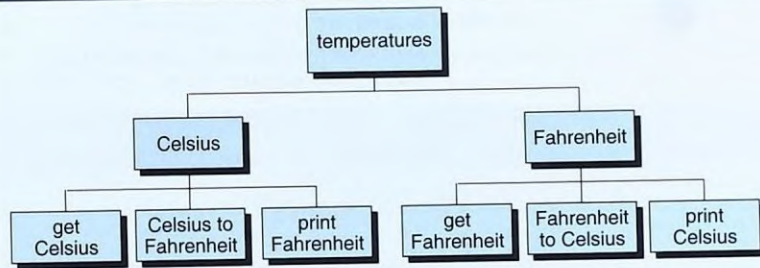 temperatures
Celsius
Fahrenheit
get
Celsius
Celsius to
Fahrenheit
print
Fahrenheit
get
Fahrenheit
Fahrenheit
to Celsius
print
Celsius